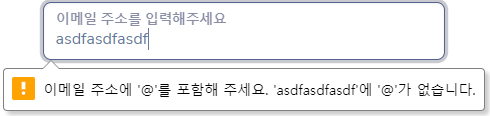 이메일 주소를 입력해주세요
asdfasdfasdf
이메일 주소에 '@'를 포함해 주세요. 'asdfasdfasdf'에 '@'가 없습니다.